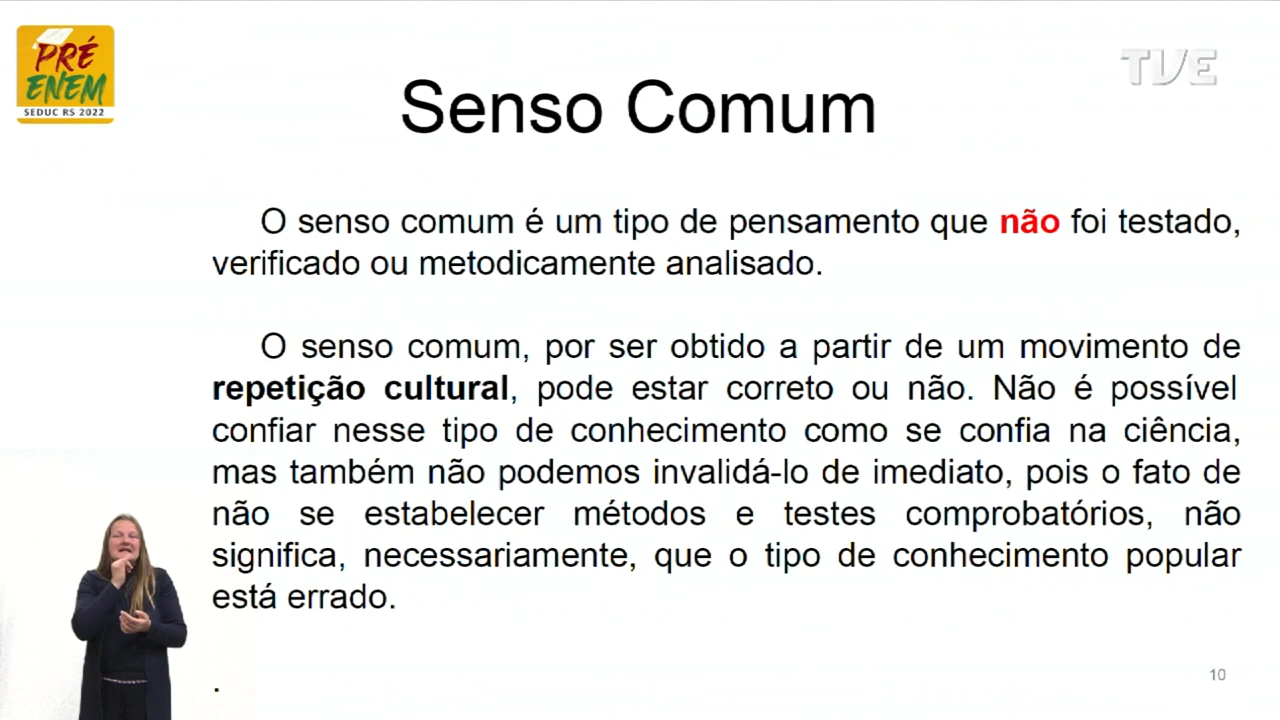 PRÉ
ENEM
SEDUC RS 2022
TVE
Senso Comum
O senso comum é um tipo de pensamento que não foi testado,
verificado ou metodicamente analisado.
O senso comum, por ser obtido a partir de um movimento de
repetição cultural, pode estar correto ou não. Não é possível
confiar nesse tipo de conhecimento como se confia na ciência,
mas também não podemos invalidá-lo de imediato, pois o fato de
não se estabelecer métodos e testes comprobatórios, não
significa, necessariamente, que o tipo de conhecimento popular
está errado.
.
10